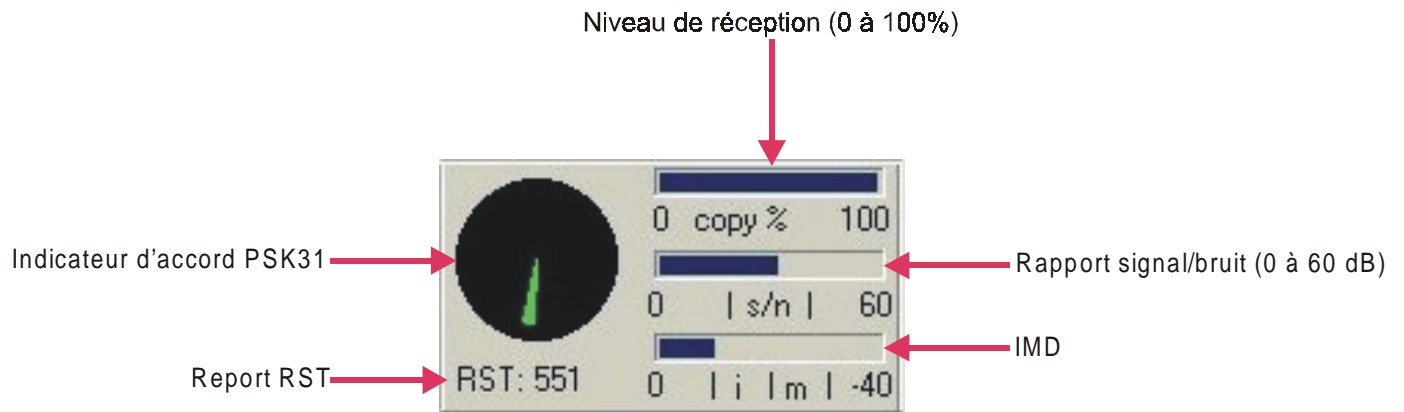 Niveau de réception (0 à 100%)
0 copy % 100
Indicateur d'accord PSK31
Rapport signal/bruit (0 à 60 dB)
0 | s/n | 60
IMD
Report RST
RST: 551
0 | i | m | -40